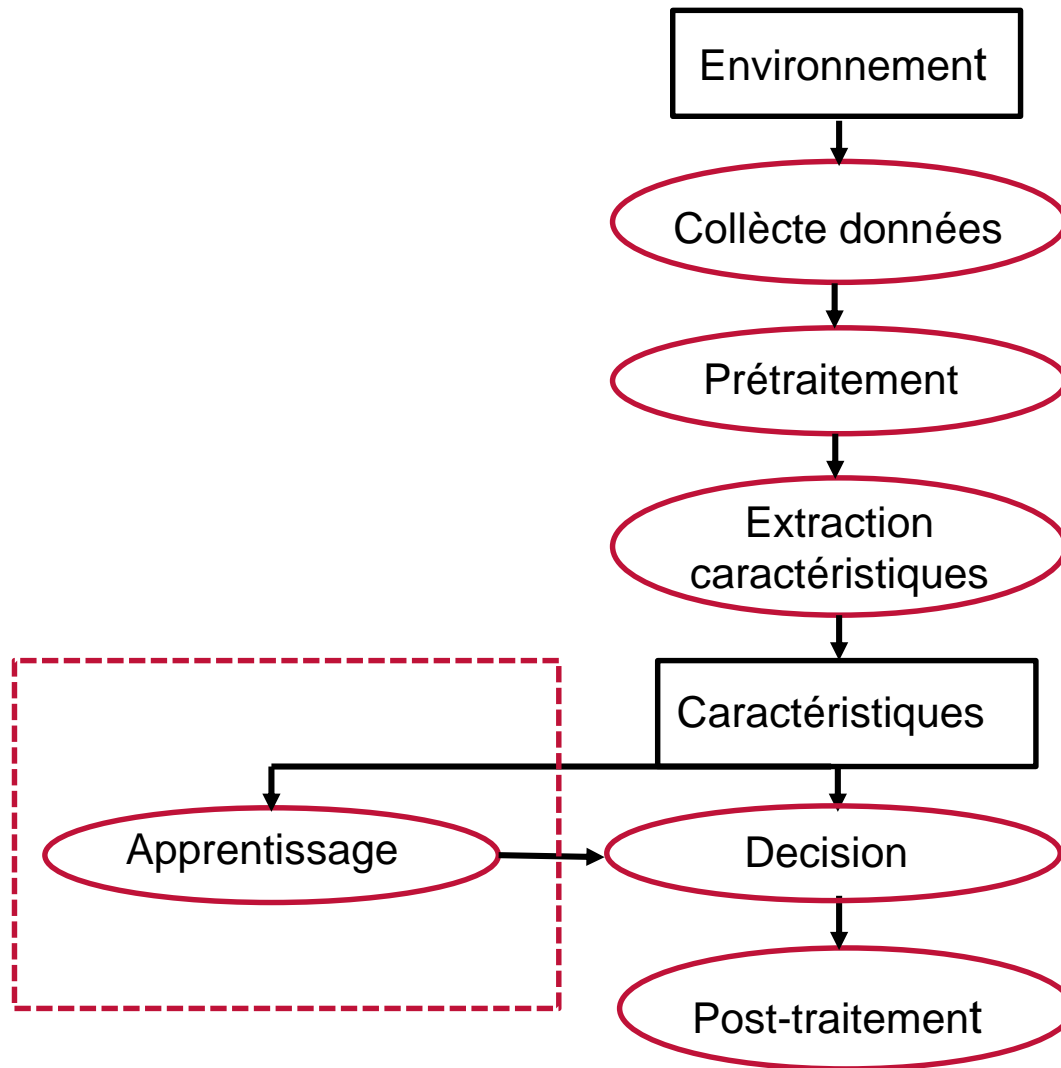 Environnement
Collècte données
Prétraitement
Extraction
caractéristiques
Caractéristiques
Apprentissage
Decision
Post-traitement